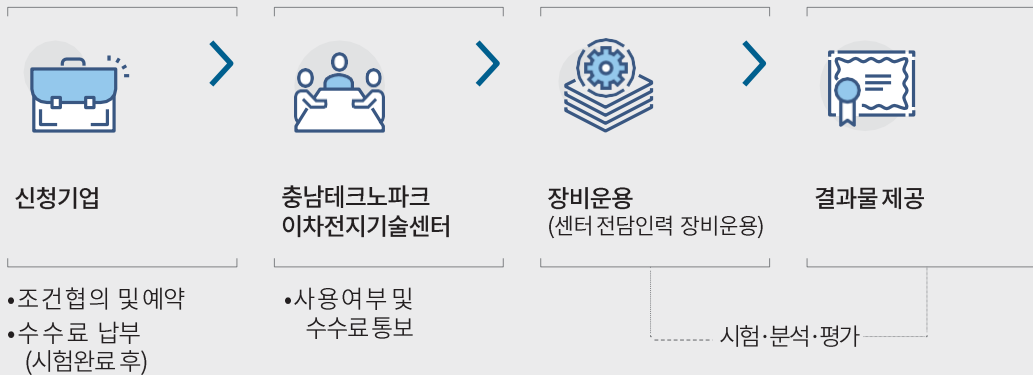 신청기업
충남테크노파크
이차전지기술센터
장비운용
(센터 전담인력 장비운용)
결과물 제공
•조건협의 및 예약
•수수료 납부
(시험완료 후)
•사용여부 및
수수료 통보
시험·분석·평가